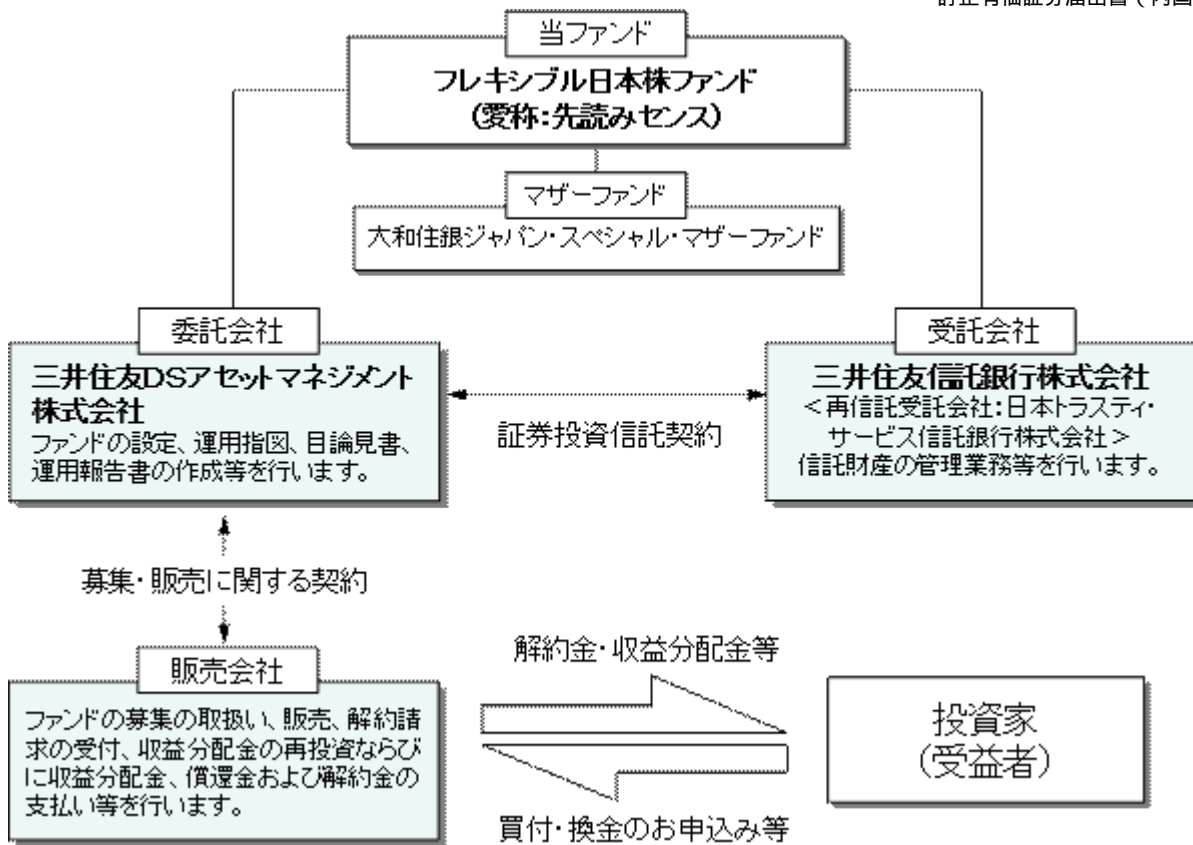 当ファンド
フレキシブル日本株ファンド
(愛称:先読みセンス)
マザーファンド
大和住銀ジャパン・スペシャル・マザーファンド
委託会社
三井住友DSアセットマネジメント
株式会社
ファンドの設定、運用指図、目論見書、
運用報告書の作成等を行います。
証券投資信託契約
受託会社
三井住友信託銀行株式会社
<再信託受託会社:日本トラスティ・
サービス信託銀行株式会社>
信託財産の管理業務等を行います。
募集・販売に関する契約
販売会社
ファンドの募集の取扱い、販売、解約請
求の受付、収益分配金の再投資ならび
に収益分配金、償還金および解約金の
支払い等を行います。
解約金・収益分配金等
買付・換金のお申込み等
投資家
(受益者)